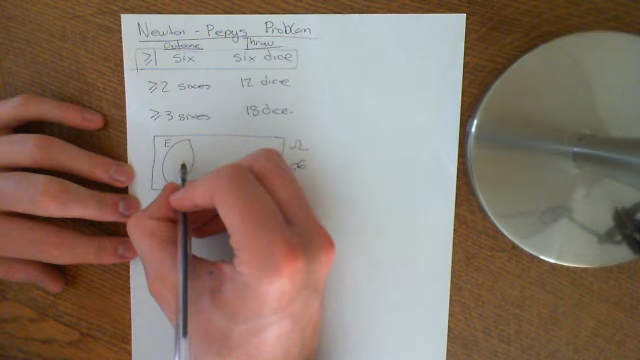 Newton - Pepys Problem
Outcome Throw
≥1 six six dice
≥2 sixes 12 dice
≥3 sixes 18 dice.
E Ω